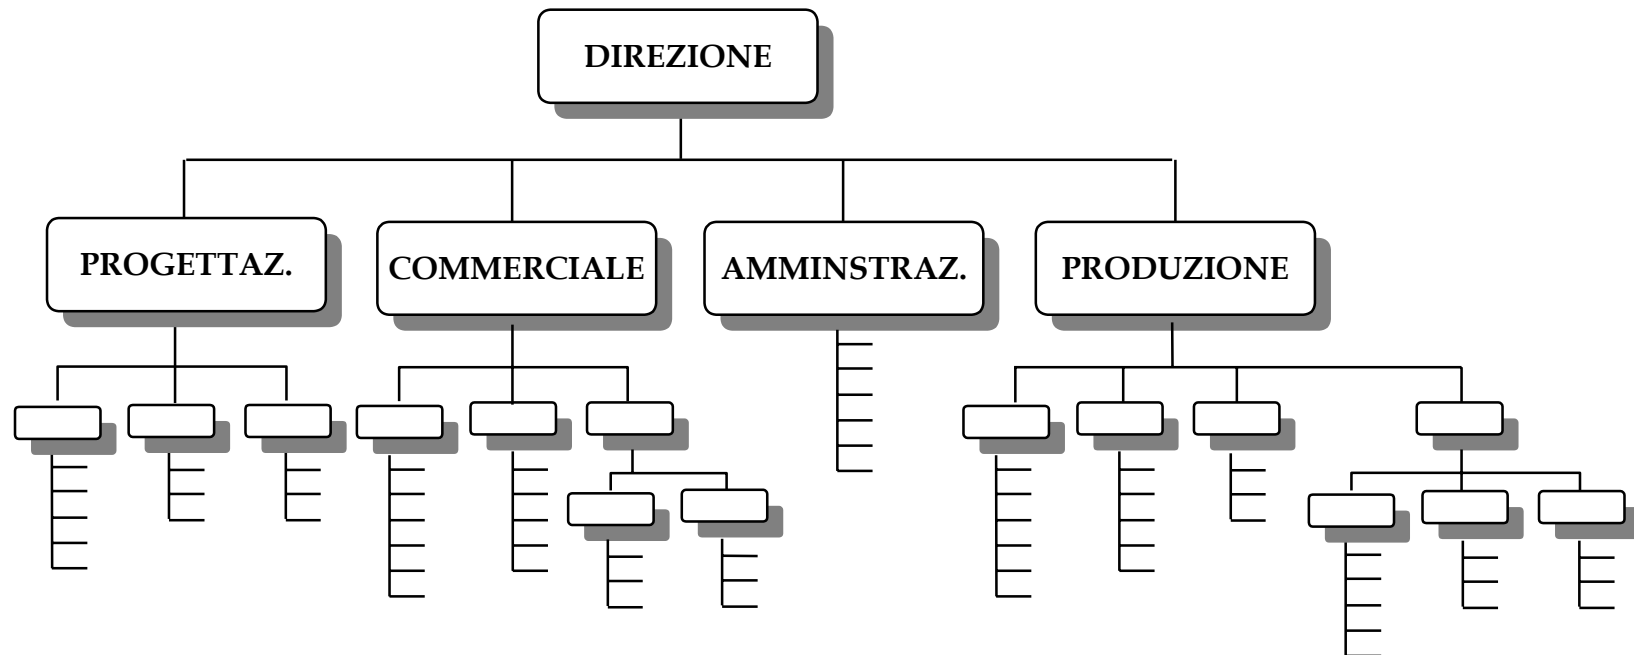 DIREZIONE
PROGETTAZ.
COMMERCIALE
AMMINSTRAZ.
PRODUZIONE